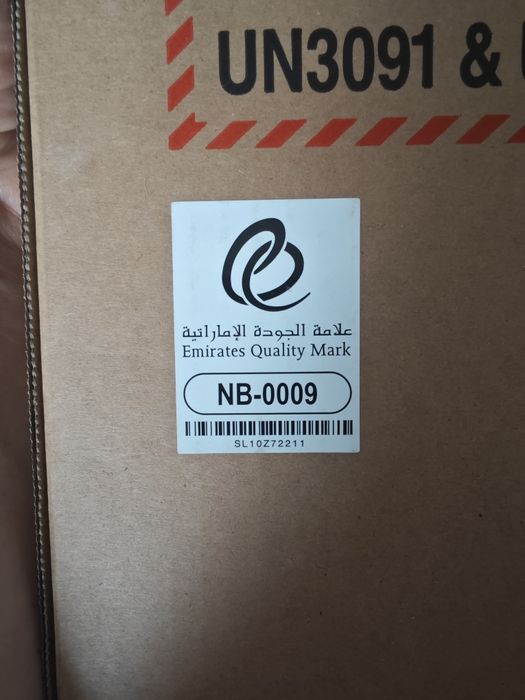 UN3091 &
علامة الجودة الإماراتية
Emirates Quality Mark
NB-0009
SL10Z72211